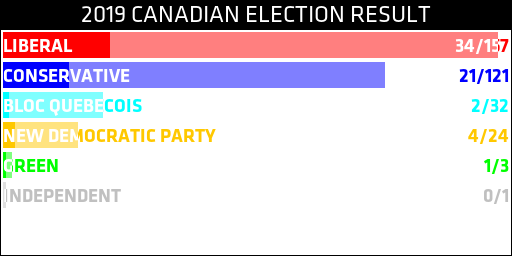 2019 CANADIAN ELECTION RESULT
LIBERAL 34/157
CONSERVATIVE 21/121
BLOC QUEBECOIS 2/32
NEW DEMOCRATIC PARTY 4/24
GREEN 1/3
INDEPENDENT 0/1